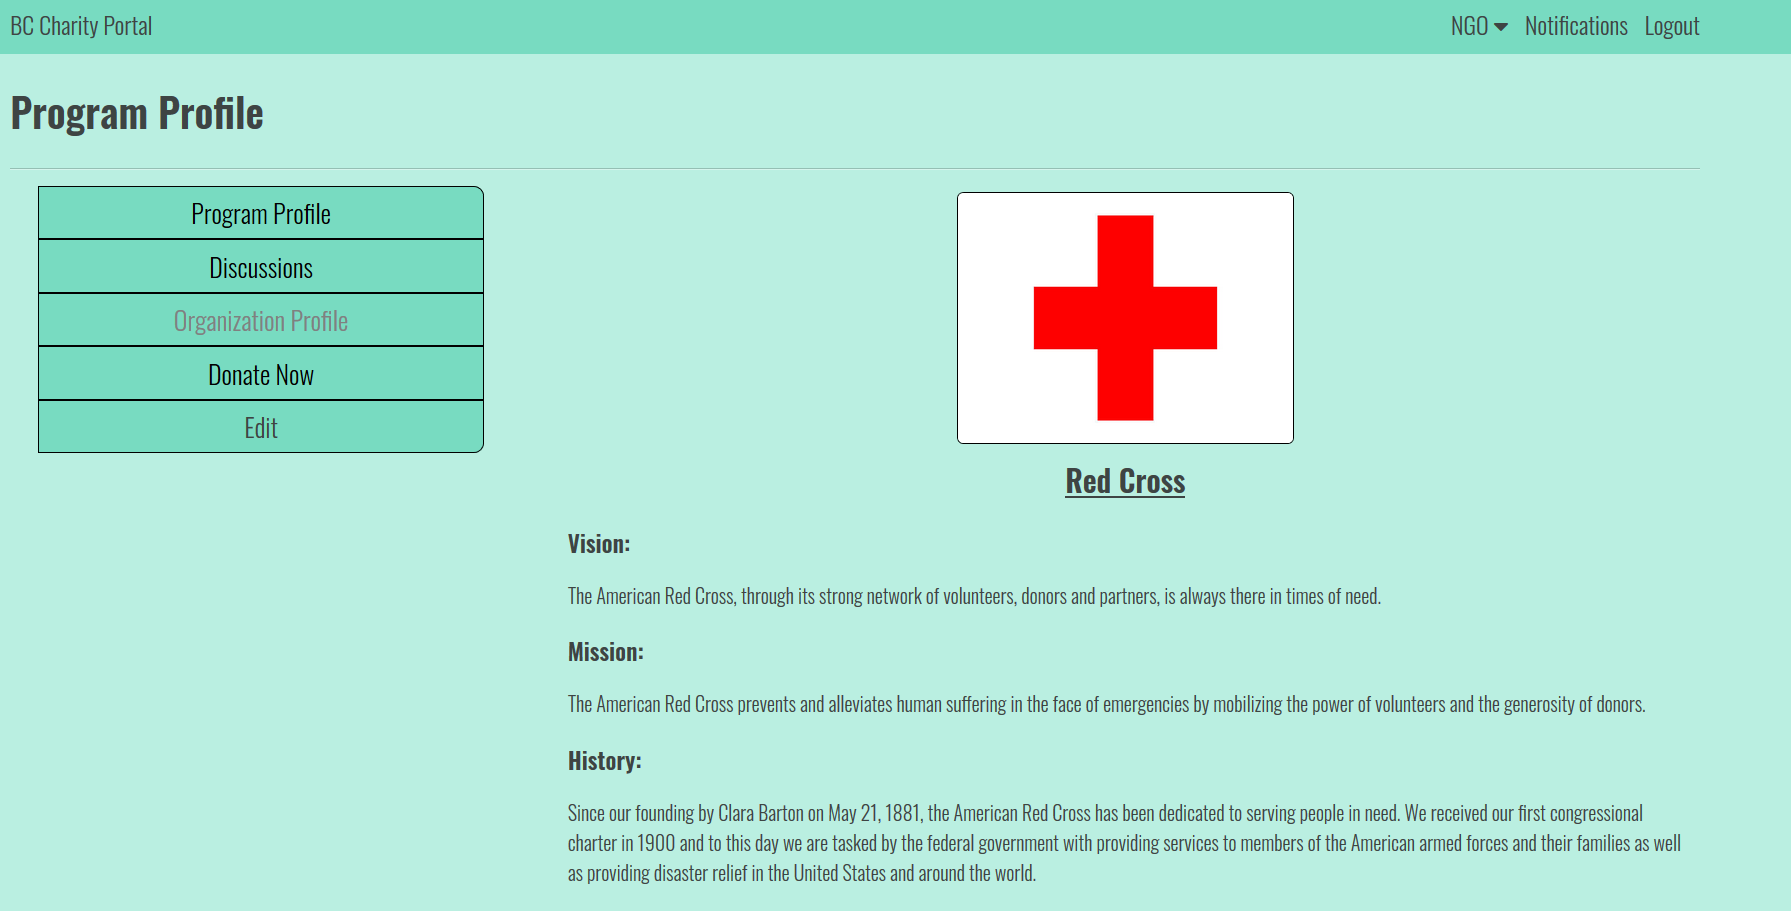 BC Charity Portal
NGO Notifications Logout
Program Profile
Program Profile
Discussions
Organization Profile
Donate Now
Edit
Red Cross
Vision:
The American Red Cross, through its strong network of volunteers, donors and partners, is always there in times of need.
Mission:
The American Red Cross prevents and alleviates human suffering in the face of emergencies by mobilizing the power of volunteers and the generosity of donors.
History:
Since our founding by Clara Barton on May 21, 1881, the American Red Cross has been dedicated to serving people in need. We received our first congressional
charter in 1900 and to this day we are tasked by the federal government with providing services to members of the American armed forces and their families as well
as providing disaster relief in the United States and around the world.